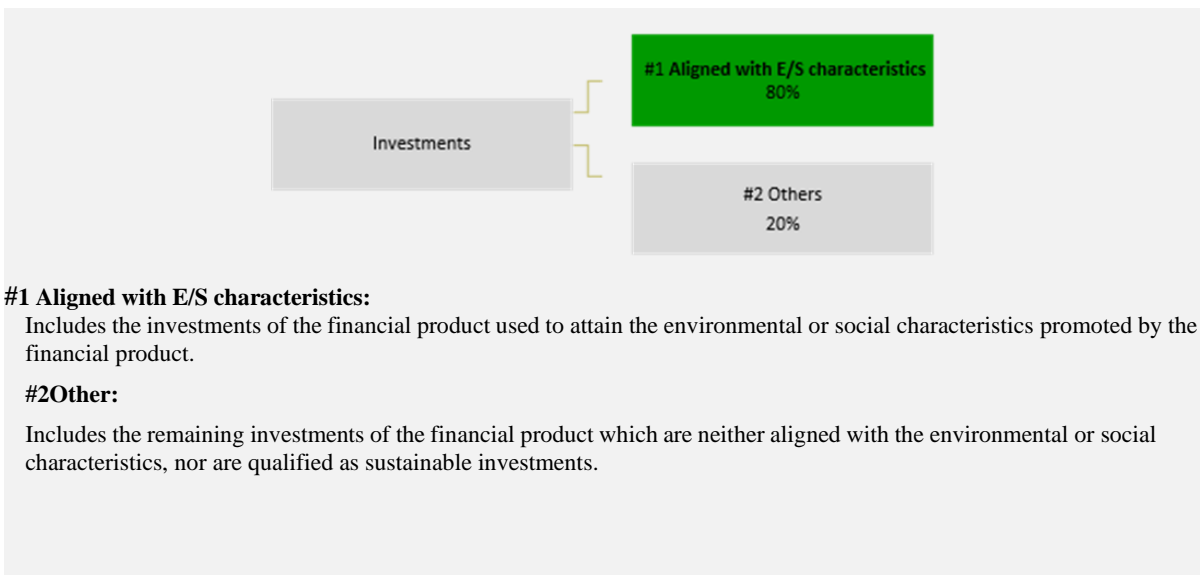 #1 Aligned with E/S characteristics
80%
Investments
#2 Others
20%
#1 Aligned with E/S characteristics:
Includes the investments of the financial product used to attain the environmental or social characteristics promoted by the
financial product.
#2Other:
Includes the remaining investments of the financial product which are neither aligned with the environmental or social
characteristics, nor are qualified as sustainable investments.